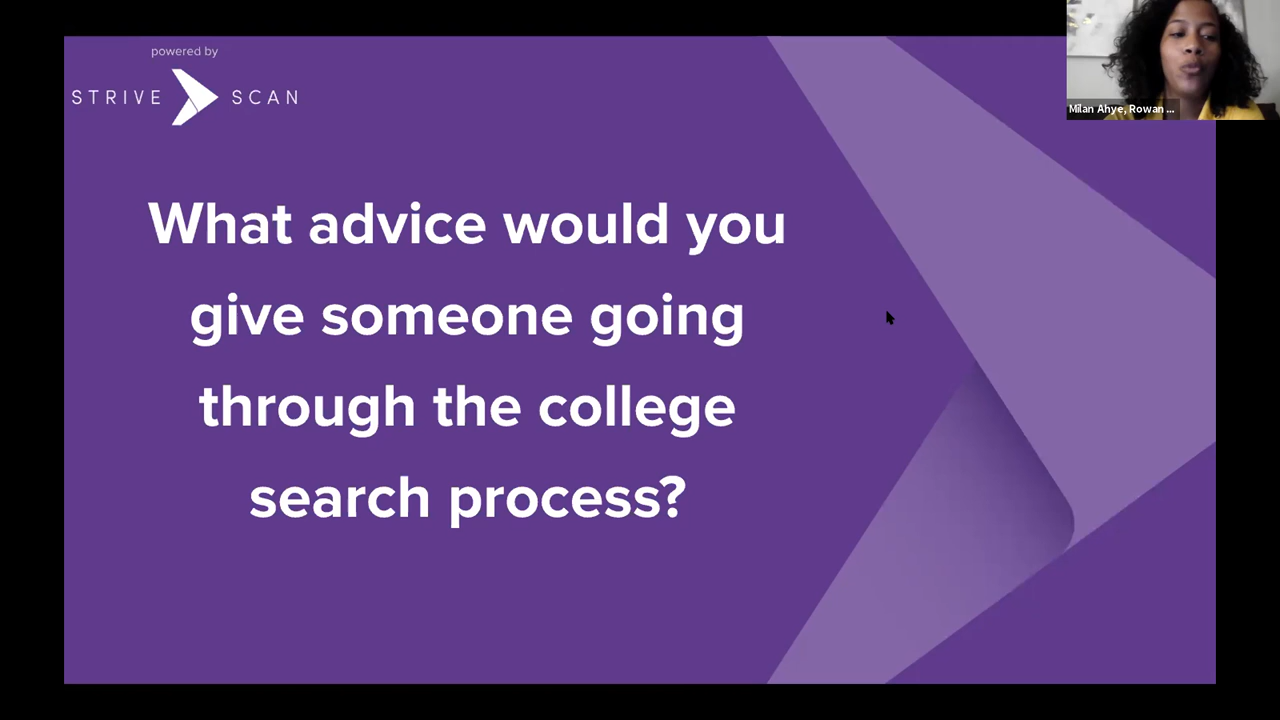 powered by
STRIVE SCAN
Milan Ahye, Rowan ...
What advice would you
give someone going
through the college
search process?